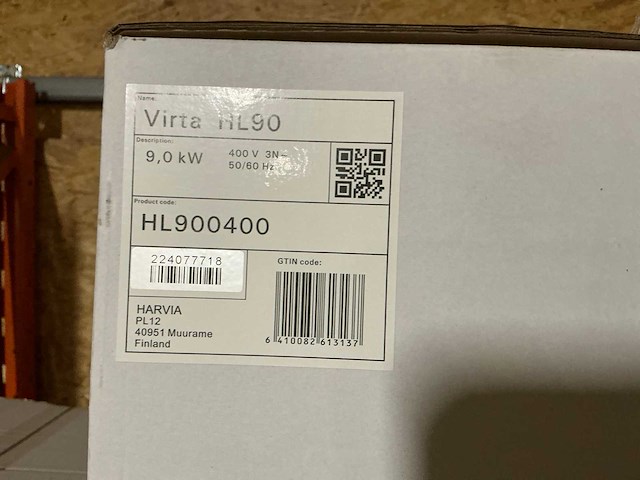 Name:
Virta HL90
Description:
9,0 kW
400 V 3N~
50/60 Hz
Product code:
HL900400
224077718
GTIN code:
6 410082 613137
HARVIA
PL12
40951 Muurame
Finland